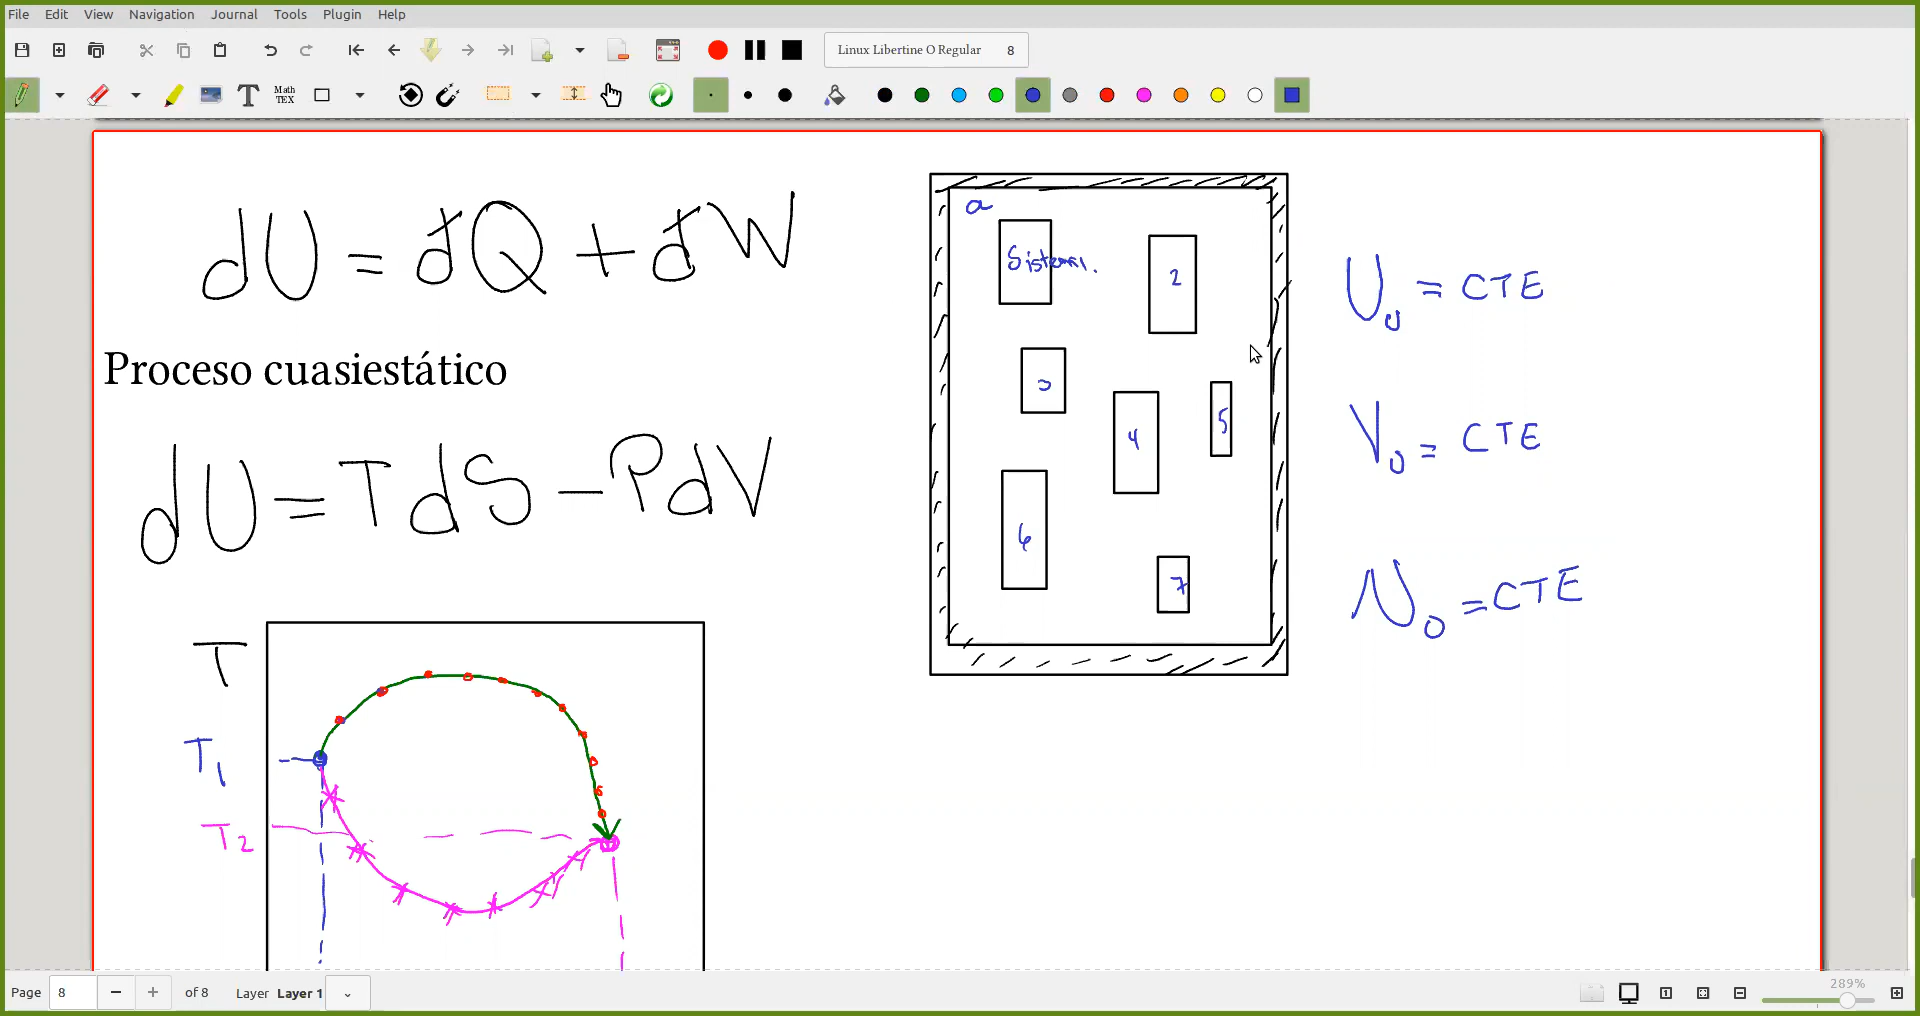 File Edit View Navigation Journal Tools Plugin Help
Linux Libertine O Regular 8
Math TEX
dU = đQ + đW
Proceso cuasiestático
dU = TdS - PdV
T
T₁
T₂
a
2
4
5
6
7
U₀ = CTE
V₀ = CTE
N₀ = CTE
Page 8 of 8 Layer Layer 1
289%